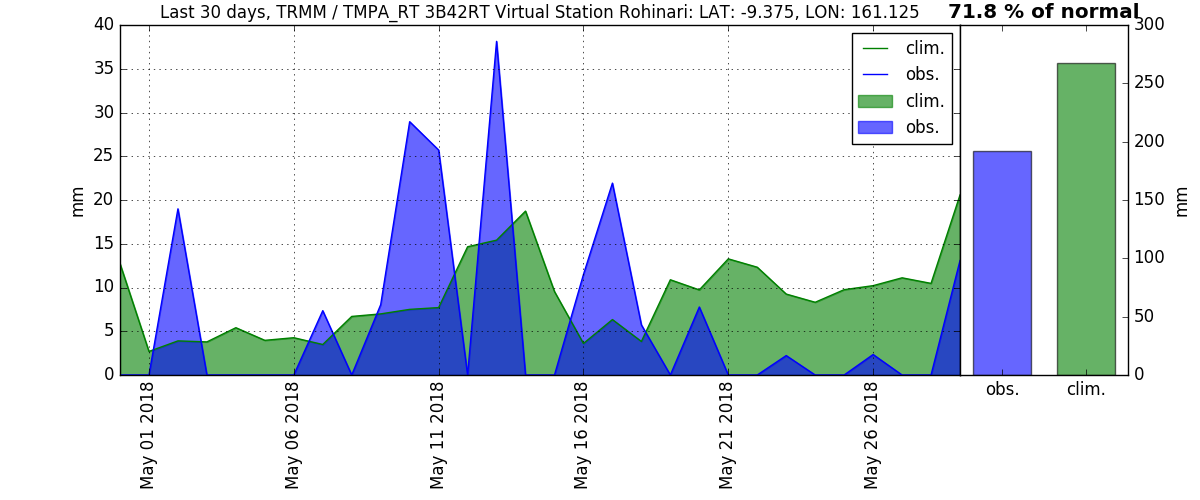 Last 30 days, TRMM / TMPA_RT 3B42RT Virtual Station Rohinari: LAT: -9.375, LON: 161.125
71.8 % of normal
40
35
30
25
20
15
10
5
0
mm
clim.
obs.
clim.
obs.
May 01 2018
May 06 2018
May 11 2018
May 16 2018
May 21 2018
May 26 2018
300
250
200
150
100
50
0
mm
obs.
clim.